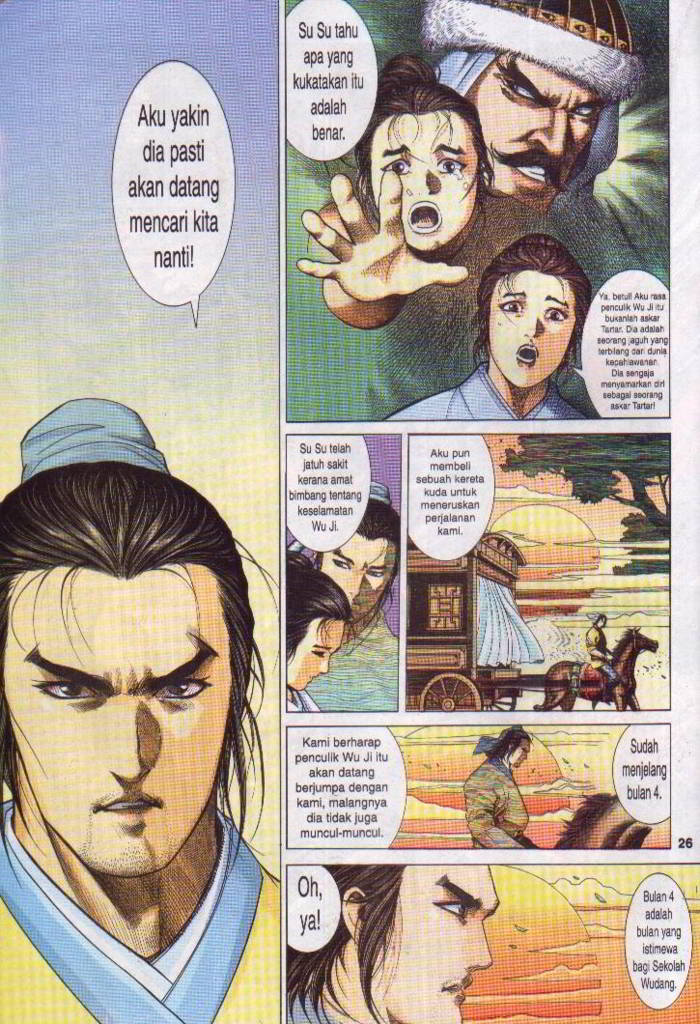 Aku yakin
dia pasti
akan datang
mencari kita
nanti!
Su Su tahu
apa yang
kukatakan itu
adalah
benar.
Ya, betul! Aku rasa
penculik Wu Ji itu
bukanlah askar
Tartar. Dia adalah
seorang jaguh yang
terbilang dari dunia
kepahlawanan.
Dia sengaja
menyamarkan diri
sebagai seorang
askar Tartar!
Su Su telah
jatuh sakit
kerana amat
bimbang tentang
keselamatan
Wu Ji.
Aku pun
membeli
sebuah kereta
kuda untuk
meneruskan
perjalanan
kami.
Kami berharap
penculik Wu Ji itu
akan datang
berjumpa dengan
kami, malangnya
dia tidak juga
muncul-muncul.
Sudah
menjelang
bulan 4.
26
Oh,
ya!
Bulan 4
adalah
bulan yang
istimewa
bagi Sekolah
Wudang.